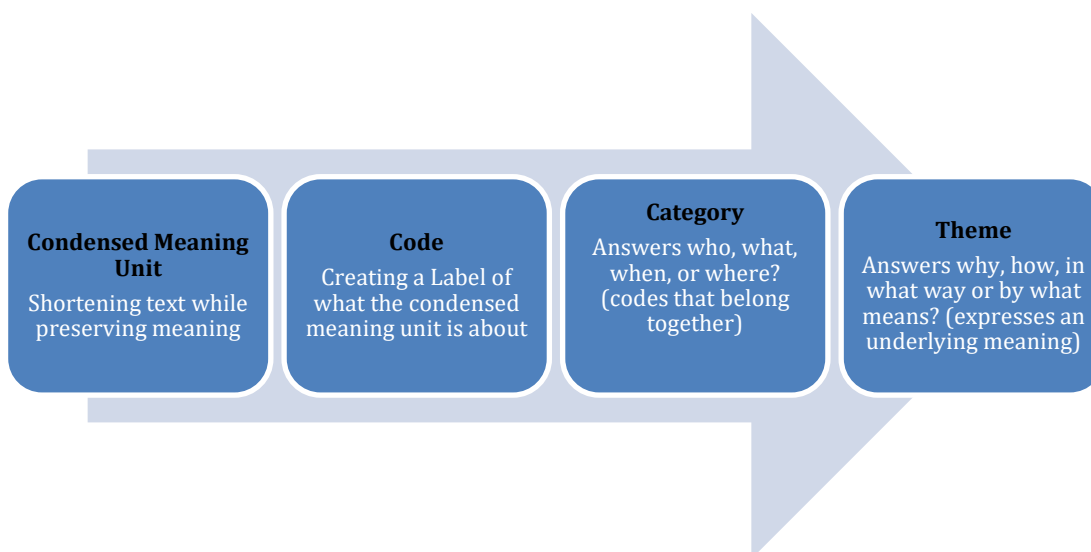 Condensed Meaning
Unit
Shortening text while
preserving meaning
Code
Creating a Label of
what the condensed
meaning unit is about
Category
Answers who, what,
when, or where?
(codes that belong
together)
Theme
Answers why, how, in
what way or by what
means? (expresses an
underlying meaning)